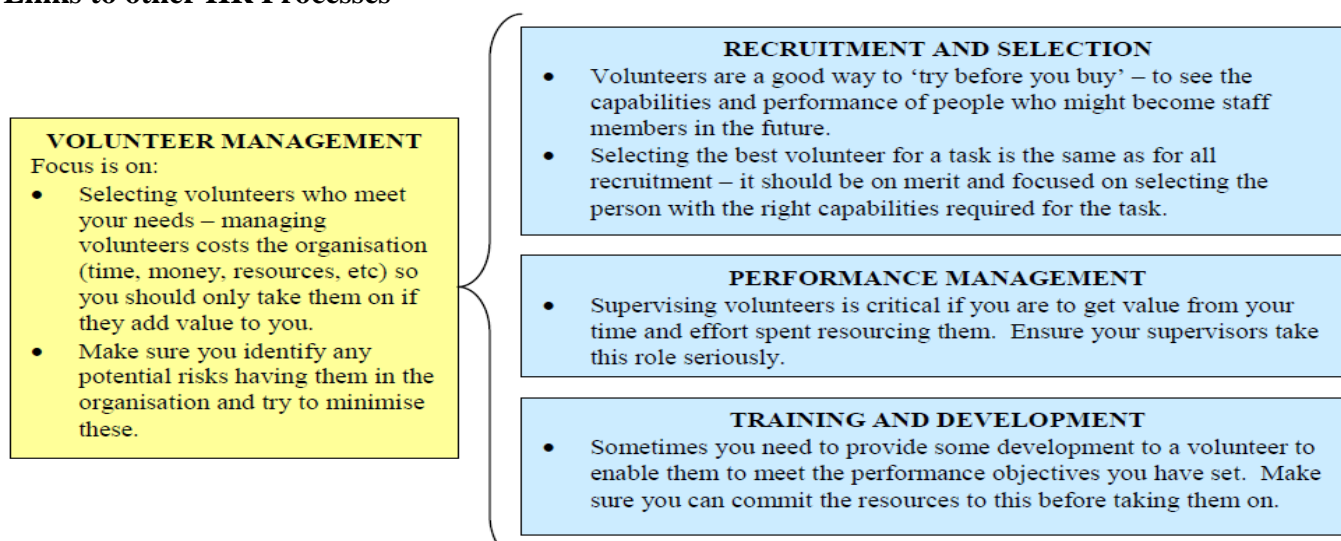 Links to other HR Processes
VOLUNTEER MANAGEMENT
Focus is on:
• Selecting volunteers who meet
your needs – managing
volunteers costs the organisation
(time, money, resources, etc) so
you should only take them on if
they add value to you.
• Make sure you identify any
potential risks having them in the
organisation and try to minimise
these.
RECRUITMENT AND SELECTION
• Volunteers are a good way to ‘try before you buy’ – to see the
capabilities and performance of people who might become staff
members in the future.
• Selecting the best volunteer for a task is the same as for all
recruitment – it should be on merit and focused on selecting the
person with the right capabilities required for the task.
PERFORMANCE MANAGEMENT
• Supervising volunteers is critical if you are to get value from your
time and effort spent resourcing them. Ensure your supervisors take
this role seriously.
TRAINING AND DEVELOPMENT
• Sometimes you need to provide some development to a volunteer to
enable them to meet the performance objectives you have set. Make
sure you can commit the resources to this before taking them on.